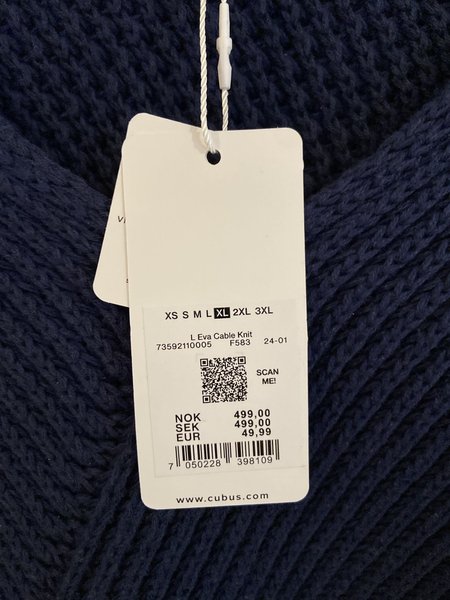 XS S M L XL 2XL 3XL
L Eva Cable Knit
73592110005 F583 24-01
SCAN
ME!
NOK 499,00
SEK 499,00
EUR 49,99
7 050228 398109
www.cubus.com